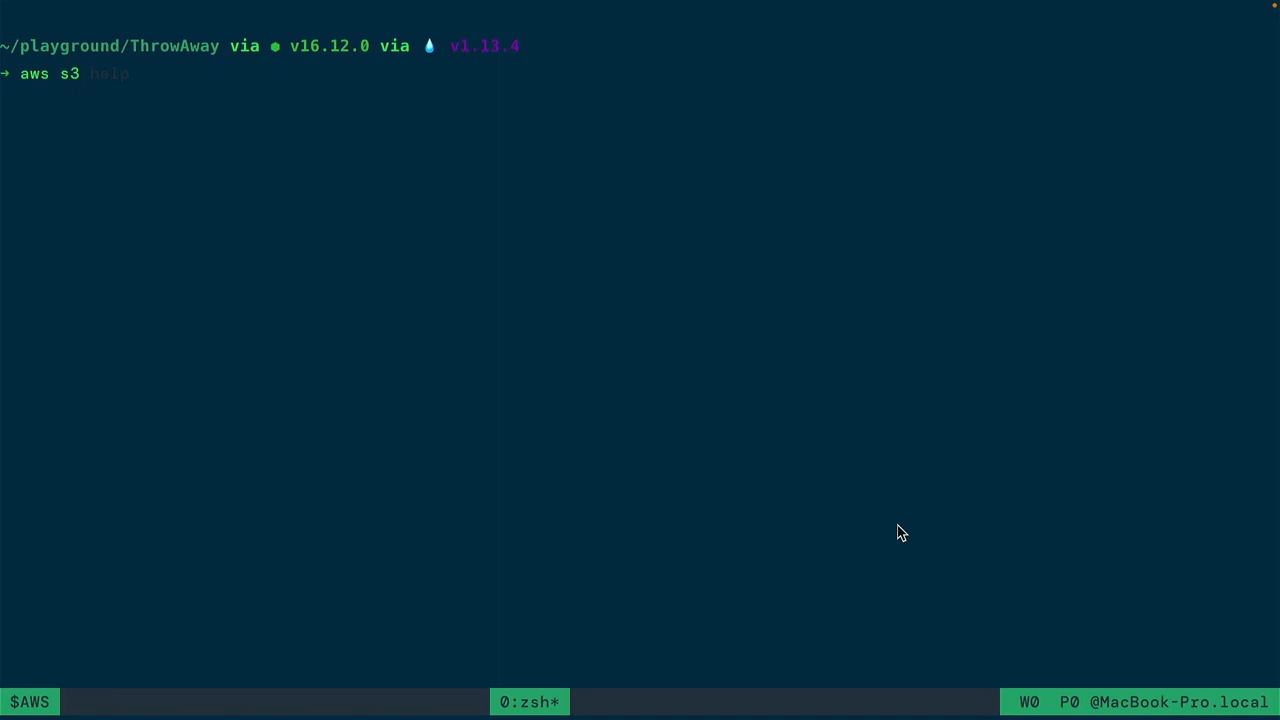 ~/playground/ThrowAway via ⬢ v16.12.0 via 💧 v1.13.4
➜ aws s3 help
$AWS 0:zsh* W0 P0 @MacBook-Pro.local